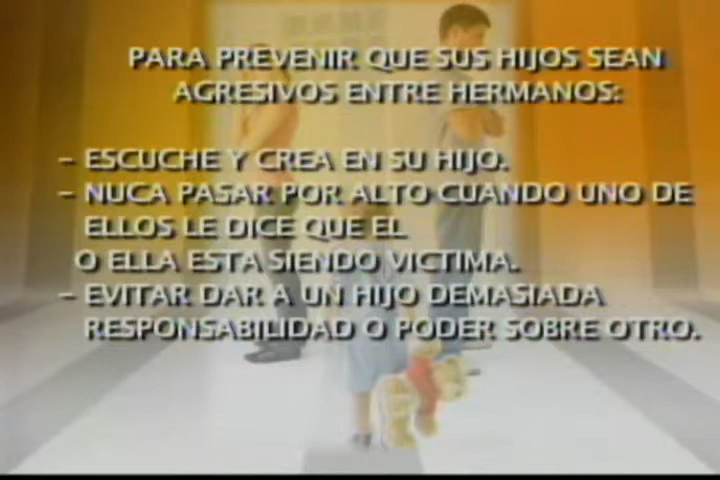 PARA PREVENIR QUE SUS HIJOS SEAN
AGRESIVOS ENTRE HERMANOS:
- ESCUCHE Y CREA EN SU HIJO.
- NUCA PASAR POR ALTO CUANDO UNO DE
ELLOS LE DICE QUE EL
O ELLA ESTA SIENDO VICTIMA.
- EVITAR DAR A UN HIJO DEMASIADA
RESPONSABILIDAD O PODER SOBRE OTRO.